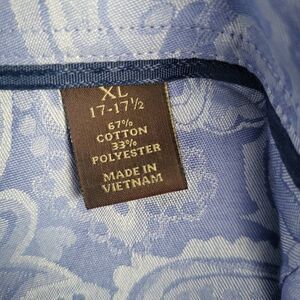 XL
17-17½
67%
COTTON
33%
POLYESTER
MADE IN
VIETNAM